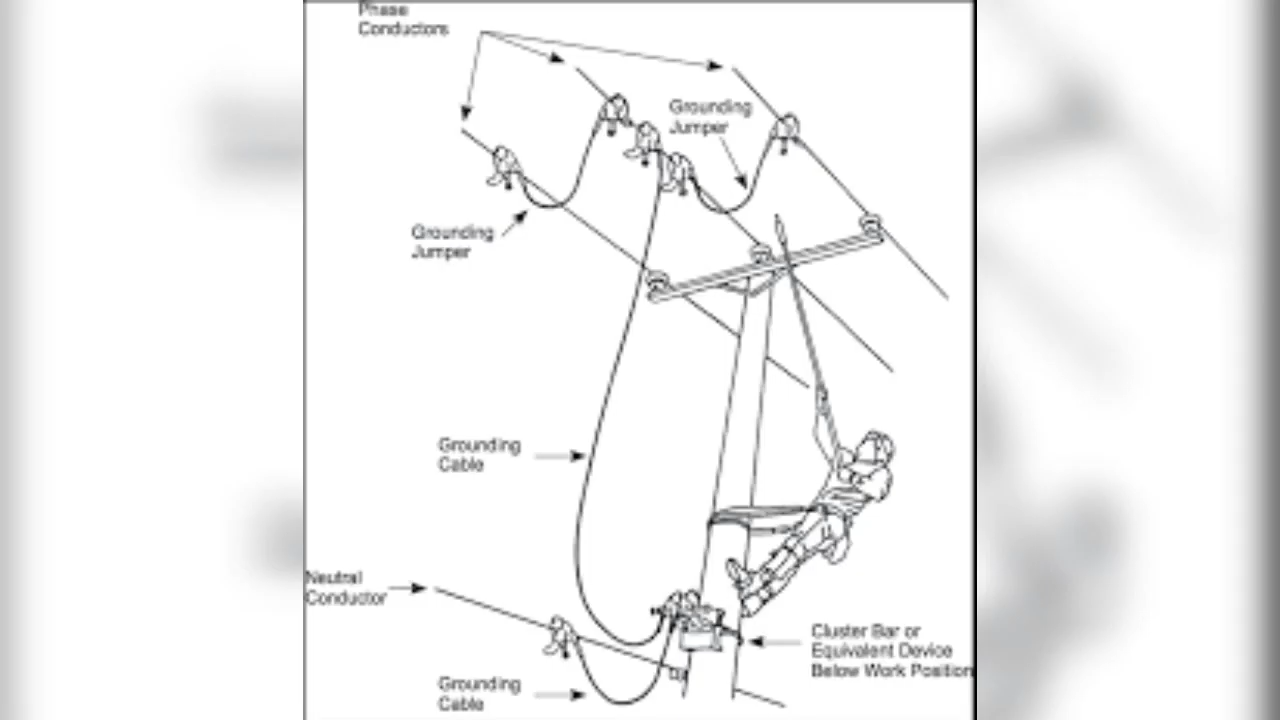 Phase
Conductors
Grounding
Jumper
Grounding
Jumper
Grounding
Cable
Neutral
Conductor
Cluster Bar or
Equivalent Device
Below Work Position
Grounding
Cable